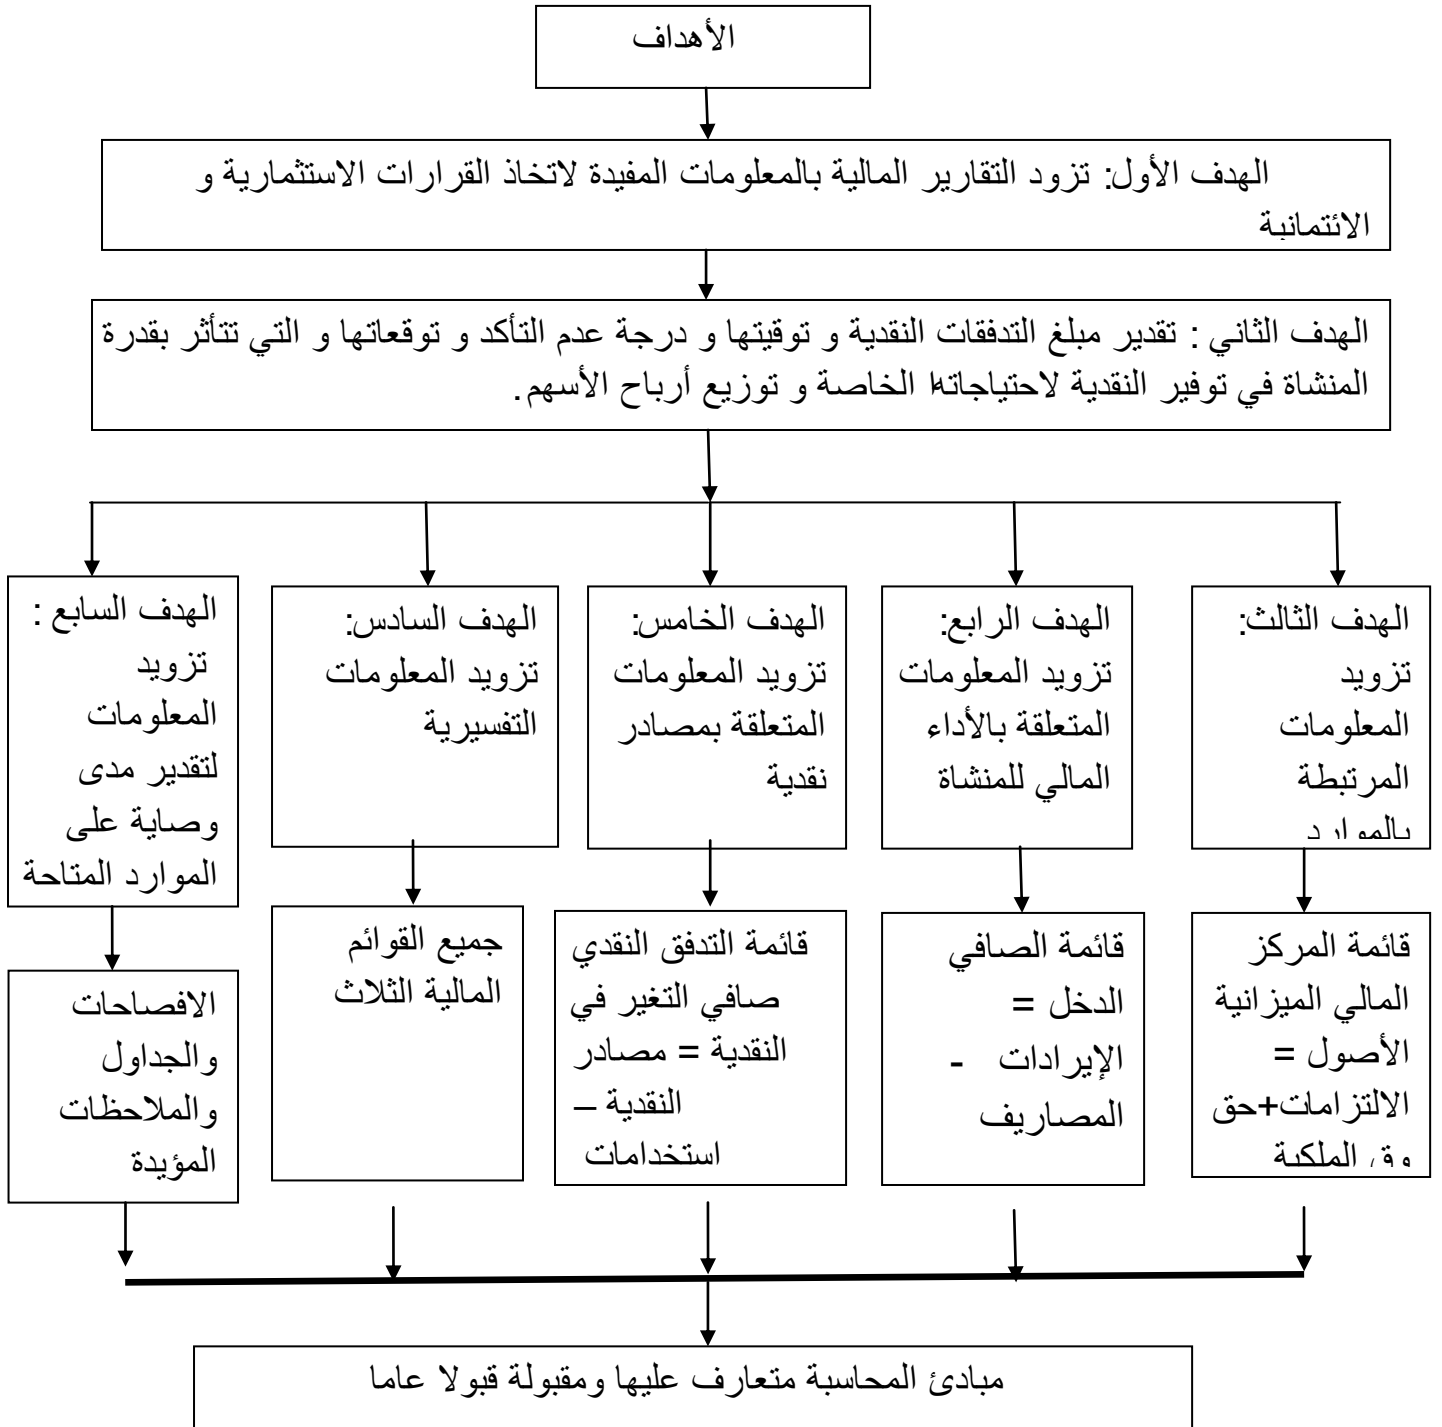 الأهداف
الهدف الأول: تزود التقارير المالية بالمعلومات المفيدة لاتخاذ القرارات الاستثمارية و
الائتمانية
الهدف الثاني : تقدير مبلغ التدفقات النقدية و توقيتها و درجة عدم التأكد و توقعاتها و التي تتأثر بقدرة
المنشاة في توفير النقدية لاحتياجاتها الخاصة و توزيع أرباح الأسهم.
الهدف الثالث:
تزويد
المعلومات
المرتبطة
بالموارد
الهدف الرابع:
تزويد المعلومات
المتعلقة بالأداء
المالي للمنشاة
الهدف الخامس:
تزويد المعلومات
المتعلقة بمصادر
نقدية
الهدف السادس:
تزويد المعلومات
التفسيرية
الهدف السابع :
تزويد
المعلومات
لتقدير مدى
وصاية على
الموارد المتاحة
قائمة المركز
المالي الميزانية
الأصول =
الالتزامات+حق
وق الملكية
قائمة الصافي
الدخل =
الإيرادات -
المصاريف
قائمة التدفق النقدي
صافي التغير في
النقدية = مصادر
النقدية –
استخدامات
جميع القوائم
المالية الثلاث
الافصاحات
والجداول
والملاحظات
المؤيدة
مبادئ المحاسبة متعارف عليها ومقبولة قبولا عاما